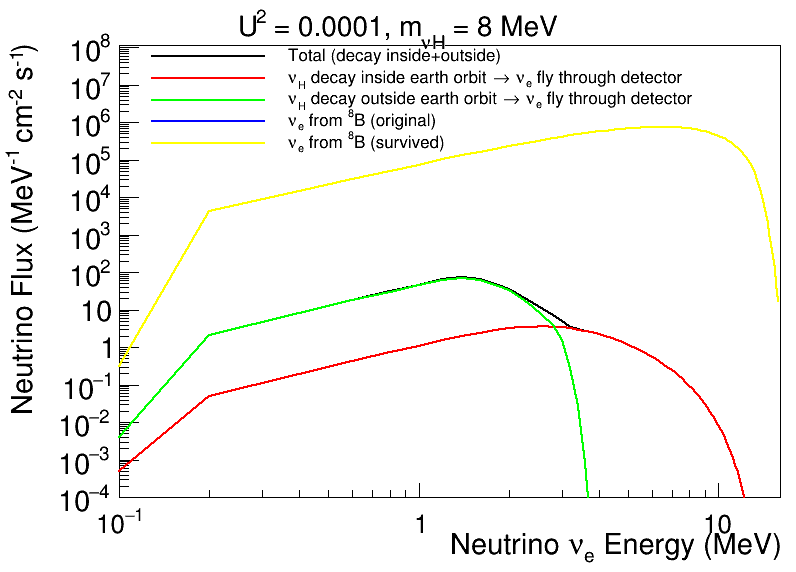 U² = 0.0001, m_νH = 8 MeV
Total (decay inside+outside)
ν_H decay inside earth orbit → ν_e fly through detector
ν_H decay outside earth orbit → ν_e fly through detector
ν_e from ⁸B (original)
ν_e from ⁸B (survived)
Neutrino Flux (MeV⁻¹ cm⁻² s⁻¹)
10⁸
10⁷
10⁶
10⁵
10⁴
10³
10²
10
1
10⁻¹
10⁻²
10⁻³
10⁻⁴
10⁻¹ 1 10
Neutrino ν_e Energy (MeV)